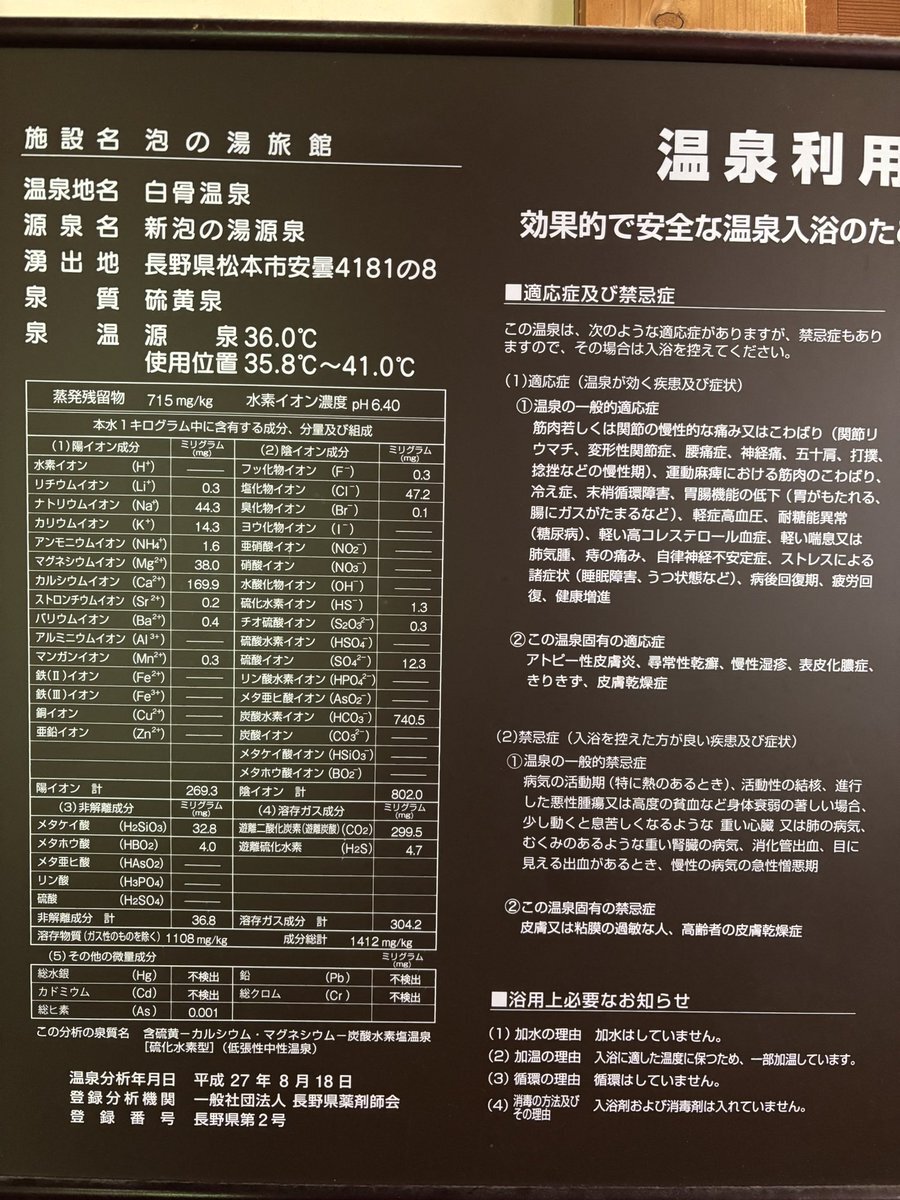 施設名 泡の湯旅館
温泉地名 白骨温泉
源泉名 新泡の湯源泉
湧出地 長野県松本市安曇4181の8
泉質 硫黄泉
泉温 源泉36.0℃
使用位置35.8℃〜41.0℃
蒸発残留物 715mg/kg 水素イオン濃度 pH6.40
本水1キログラム中に含有する成分、分量及び組成
(1)陽イオン成分 ミリグラム(mg) (2)陰イオン成分 ミリグラム(mg)
水素イオン (H⁺) —— フッ化物イオン (F⁻) 0.3
リチウムイオン (Li⁺) 0.3 塩化物イオン (Cl⁻) 47.2
ナトリウムイオン (Na⁺) 44.3 臭化物イオン (Br⁻) 0.1
カリウムイオン (K⁺) 14.3 ヨウ化物イオン (I⁻) ——
アンモニウムイオン (NH₄⁺) 1.6 亜硝酸イオン (NO₂⁻) ——
マグネシウムイオン (Mg²⁺) 38.0 硝酸イオン (NO₃⁻) ——
カルシウムイオン (Ca²⁺) 169.9 水酸化物イオン (OH⁻) ——
ストロンチウムイオン (Sr²⁺) 0.2 硫化水素イオン (HS⁻) 1.3
バリウムイオン (Ba²⁺) 0.4 チオ硫酸イオン (S₂O₃²⁻) 0.3
アルミニウムイオン (Al³⁺) —— 硫酸水素イオン (HSO₄⁻) ——
マンガンイオン (Mn²⁺) 0.3 硫酸イオン (SO₄²⁻) 12.3
鉄(Ⅱ)イオン (Fe²⁺) —— リン酸水素イオン (HPO₄²⁻) ——
鉄(Ⅲ)イオン (Fe³⁺) —— メタ亜ヒ酸イオン (AsO₂⁻) ——
銅イオン (Cu²⁺) —— 炭酸水素イオン (HCO₃⁻) 740.5
亜鉛イオン (Zn²⁺) —— 炭酸イオン (CO₃²⁻) ——
メタケイ酸イオン (HSiO₃⁻) ——
メタホウ酸イオン (BO₂⁻) ——
陽イオン 計 269.3 陰イオン 計 802.0
(3)非解離成分 ミリグラム(mg) (4)溶存ガス成分 ミリグラム(mg)
メタケイ酸 (H₂SiO₃) 32.8 遊離二酸化炭素(遊離炭酸)(CO₂) 299.5
メタホウ酸 (HBO₂) 4.0 遊離硫化水素 (H₂S) 4.7
メタ亜ヒ酸 (HAsO₂) ——
リン酸 (H₃PO₄) ——
硫酸 (H₂SO₄) ——
非解離成分 計 36.8 溶存ガス成分 計 304.2
溶存物質(ガス性のものを除く) 1108mg/kg 成分総計 1412mg/kg
(5)その他の微量成分 ミリグラム(mg)
総水銀 (Hg) 不検出 鉛 (Pb) 不検出
カドミウム (Cd) 不検出 総クロム (Cr) 不検出
総ヒ素 (As) 0.001
この分析の泉質名 含硫黄ーカルシウム・マグネシウムー炭酸水素塩温泉
[硫化水素型](低張性中性温泉)
温泉分析年月日 平成27年8月18日
登録分析機関 一般社団法人 長野県薬剤師会
登録番号 長野県第2号
温泉利用
効果的で安全な温泉入浴のため
■適応症及び禁忌症
この温泉は、次のような適応症がありますが、禁忌症もあり
ますので、その場合は入浴を控えてください。
(1)適応症(温泉が効く疾患及び症状)
①温泉の一般的適応症
筋肉若しくは関節の慢性的な痛み又はこわばり(関節リ
ウマチ、変形性関節症、腰痛症、神経痛、五十肩、打撲、
捻挫などの慢性期)、運動麻痺における筋肉のこわばり、
冷え症、末梢循環障害、胃腸機能の低下(胃がもたれる、
腸にガスがたまるなど)、軽症高血圧、耐糖能異常
(糖尿病)、軽い高コレステロール血症、軽い喘息又は
肺気腫、痔の痛み、自律神経不安定症、ストレスによる
諸症状(睡眠障害、うつ状態など)、病後回復期、疲労回
復、健康増進
②この温泉固有の適応症
アトピー性皮膚炎、尋常性乾癬、慢性湿疹、表皮化膿症、
きりきず、皮膚乾燥症
(2)禁忌症(入浴を控えた方が良い疾患及び症状)
①温泉の一般的禁忌症
病気の活動期(特に熱のあるとき)、活動性の結核、進行
した悪性腫瘍又は高度の貧血など身体衰弱の著しい場合、
少し動くと息苦しくなるような 重い心臓 又は肺の病気、
むくみのあるような重い腎臓の病気、消化管出血、目に
見える出血があるとき、慢性の病気の急性憎悪期
②この温泉固有の禁忌症
皮膚又は粘膜の過敏な人、高齢者の皮膚乾燥症
■浴用上必要なお知らせ
(1)加水の理由 加水はしていません。
(2)加温の理由 入浴に適した温度に保つため、一部加温しています。
(3)循環の理由 循環はしていません。
(4)消毒の方法及びその理由 入浴剤および消毒剤は入れていません。